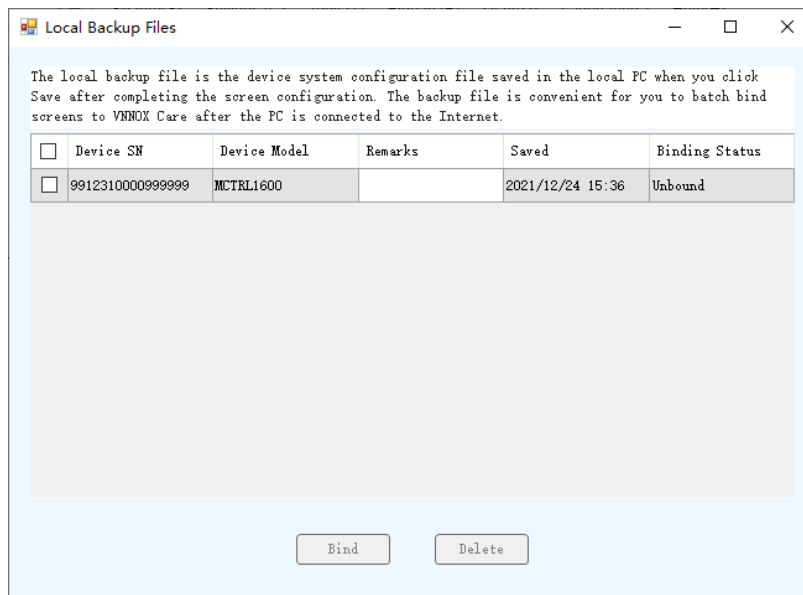 Local Backup Files
The local backup file is the device system configuration file saved in the local PC when you click
Save after completing the screen configuration. The backup file is convenient for you to batch bind
screens to VNNOX Care after the PC is connected to the Internet.
Device SN Device Model Remarks Saved Binding Status
9912310000999999 MCTRL1600 2021/12/24 15:36 Unbound
Bind Delete